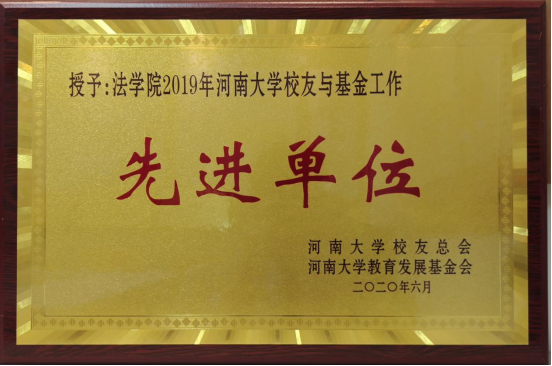 授予:法学院2019年河南大学校友与基金工作
先进单位
河南大学校友总会
河南大学教育发展基金会
二〇二〇年六月